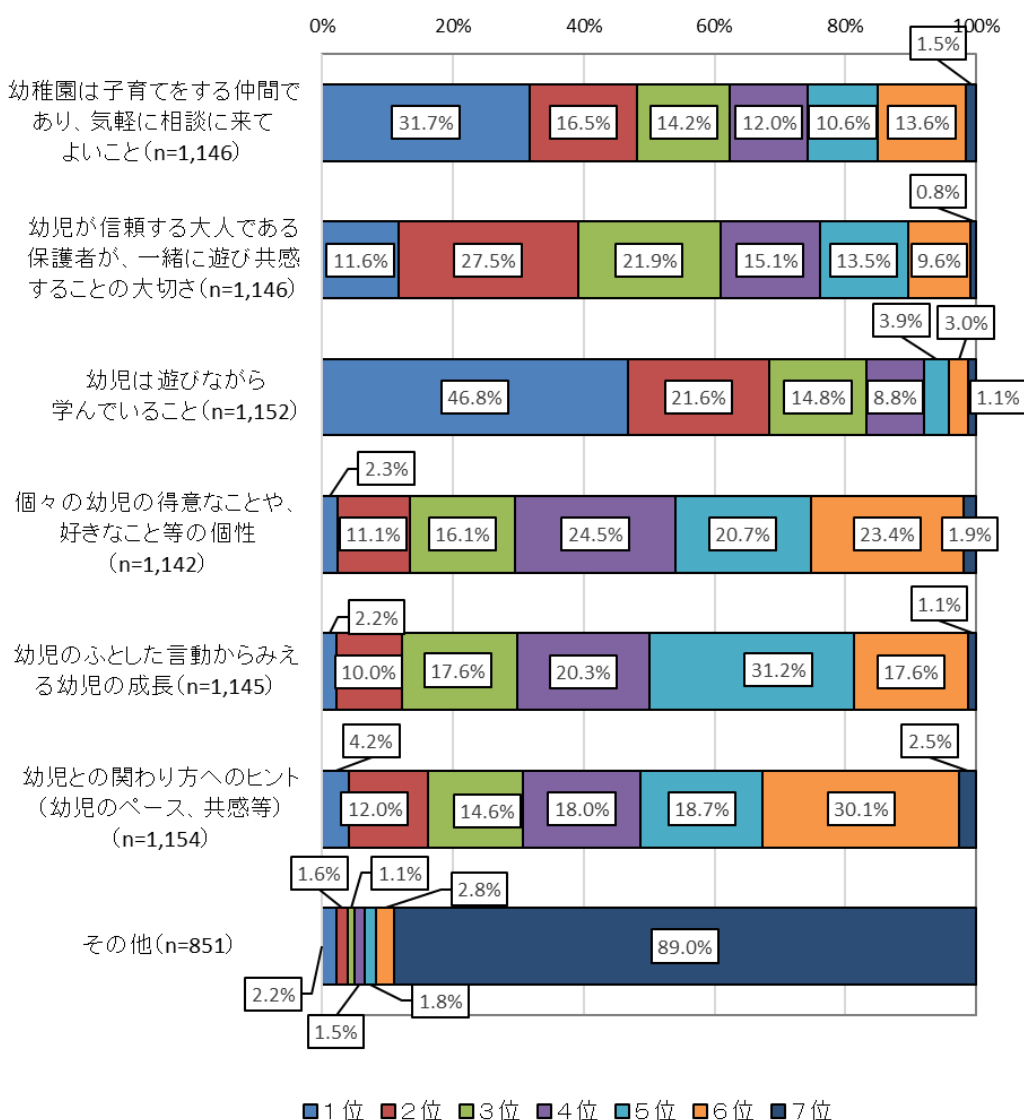 0%
20%
40%
60%
80%
100%
1.5%
幼稚園は子育てをする仲間で
あり、気軽に相談に来て
よいこと(n=1,146)
31.7%
16.5%
14.2%
12.0%
10.6%
13.6%
0.8%
幼児が信頼する大人である
保護者が、一緒に遊び共感
することの大切さ(n=1,146)
11.6%
27.5%
21.9%
15.1%
13.5%
9.6%
3.9%
3.0%
幼児は遊びながら
学んでいること(n=1,152)
46.8%
21.6%
14.8%
8.8%
1.1%
2.3%
個々の幼児の得意なことや、
好きなこと等の個性
(n=1,142)
11.1%
16.1%
24.5%
20.7%
23.4%
1.9%
2.2%
1.1%
幼児のふとした言動からみえ
る幼児の成長(n=1,145)
10.0%
17.6%
20.3%
31.2%
17.6%
4.2%
2.5%
幼児との関わり方へのヒント
(幼児のペース、共感等)
(n=1,154)
12.0%
14.6%
18.0%
18.7%
30.1%
1.6%
1.1%
2.8%
その他(n=851)
89.0%
2.2%
1.8%
1.5%
1位
2位
3位
4位
5位
6位
7位